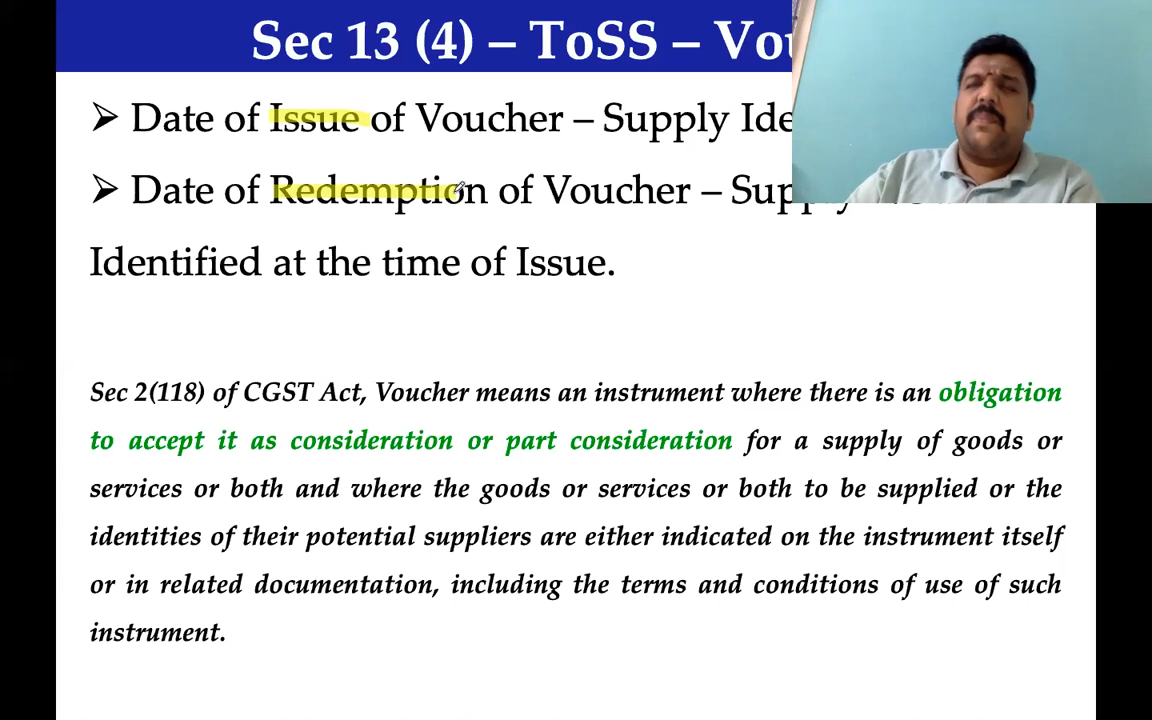 Sec 13 (4) – ToSS –
➢ Date of Issue of Voucher – Supply
➢ Date of Redemption of Voucher –
Identified at the time of Issue.
Sec 2(118) of CGST Act, Voucher means an instrument where there is an obligation
to accept it as consideration or part consideration for a supply of goods or
services or both and where the goods or services or both to be supplied or the
identities of their potential suppliers are either indicated on the instrument itself
or in related documentation, including the terms and conditions of use of such
instrument.